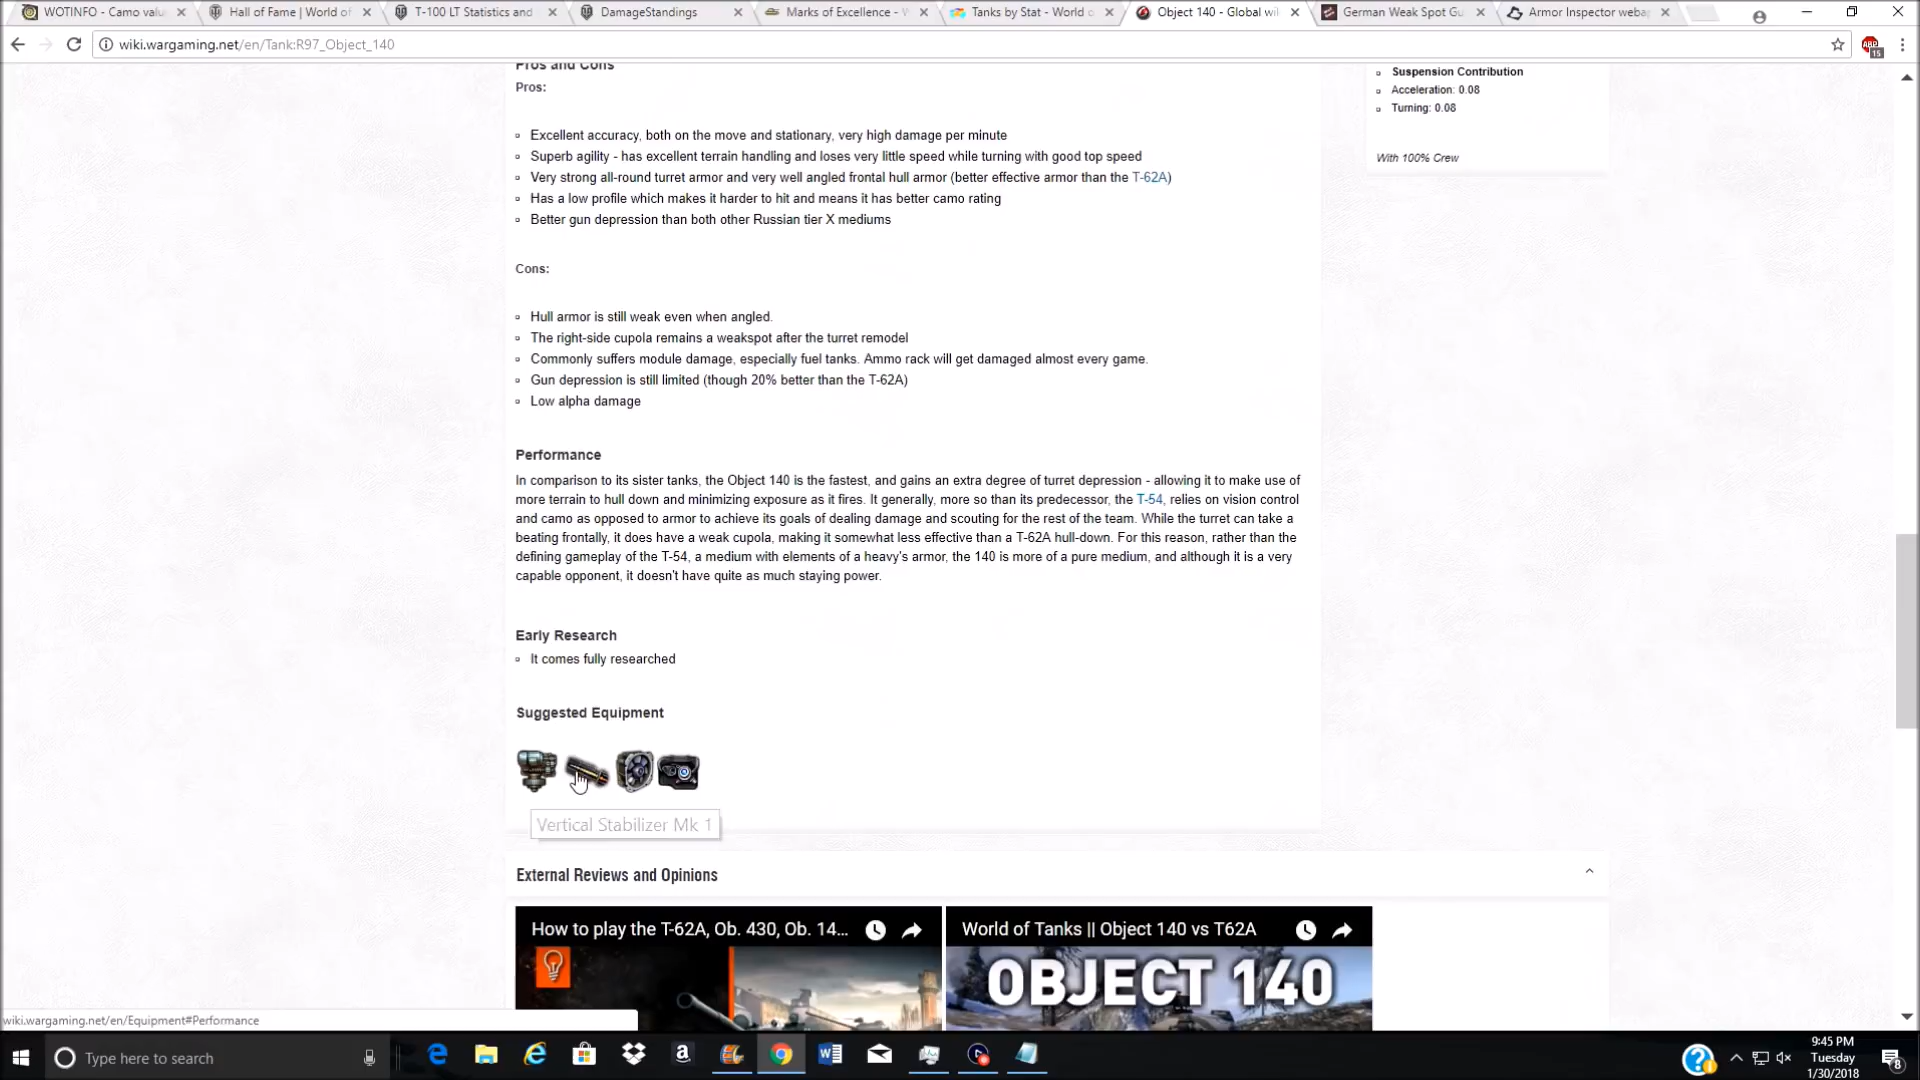 WOTINFO - Camo valu
Hall of Fame | World of
T-100 LT Statistics and
DamageStandings
Marks of Excellence -
Tanks by Stat - World o
Object 140 - Global wi
German Weak Spot Gu
Armor Inspector weba
wiki.wargaming.net/en/Tank:R97_Object_140
ABP
15
Pros and Cons
Pros:
Excellent accuracy, both on the move and stationary, very high damage per minute
Superb agility - has excellent terrain handling and loses very little speed while turning with good top speed
Very strong all-round turret armor and very well angled frontal hull armor (better effective armor than the T-62A)
Has a low profile which makes it harder to hit and means it has better camo rating
Better gun depression than both other Russian tier X mediums
Cons:
Hull armor is still weak even when angled.
The right-side cupola remains a weakspot after the turret remodel
Commonly suffers module damage, especially fuel tanks. Ammo rack will get damaged almost every game.
Gun depression is still limited (though 20% better than the T-62A)
Low alpha damage
Performance
In comparison to its sister tanks, the Object 140 is the fastest, and gains an extra degree of turret depression - allowing it to make use of
more terrain to hull down and minimizing exposure as it fires. It generally, more so than its predecessor, the T-54, relies on vision control
and camo as opposed to armor to achieve its goals of dealing damage and scouting for the rest of the team. While the turret can take a
beating frontally, it does have a weak cupola, making it somewhat less effective than a T-62A hull-down. For this reason, rather than the
defining gameplay of the T-54, a medium with elements of a heavy's armor, the 140 is more of a pure medium, and although it is a very
capable opponent, it doesn't have quite as much staying power.
Early Research
It comes fully researched
Suggested Equipment
Vertical Stabilizer Mk 1
Suspension Contribution
Acceleration: 0.08
Turning: 0.08
With 100% Crew
External Reviews and Opinions
How to play the T-62A, Ob. 430, Ob. 14...
World of Tanks || Object 140 vs T62A
OBJECT 140
wiki.wargaming.net/en/Equipment#Performance
Type here to search
9:45 PM
Tuesday
1/30/2018
8